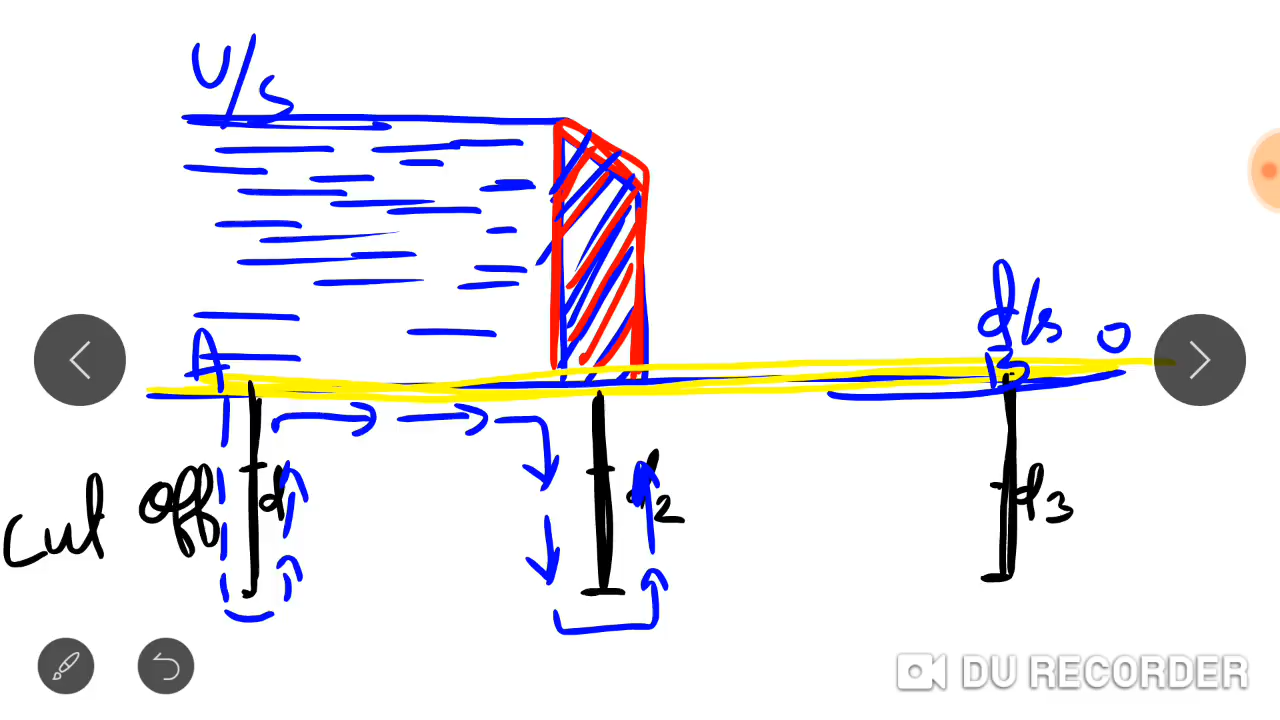 U/s
d/s
A
B
O
cut off
d1
d2
d3
DU RECORDER